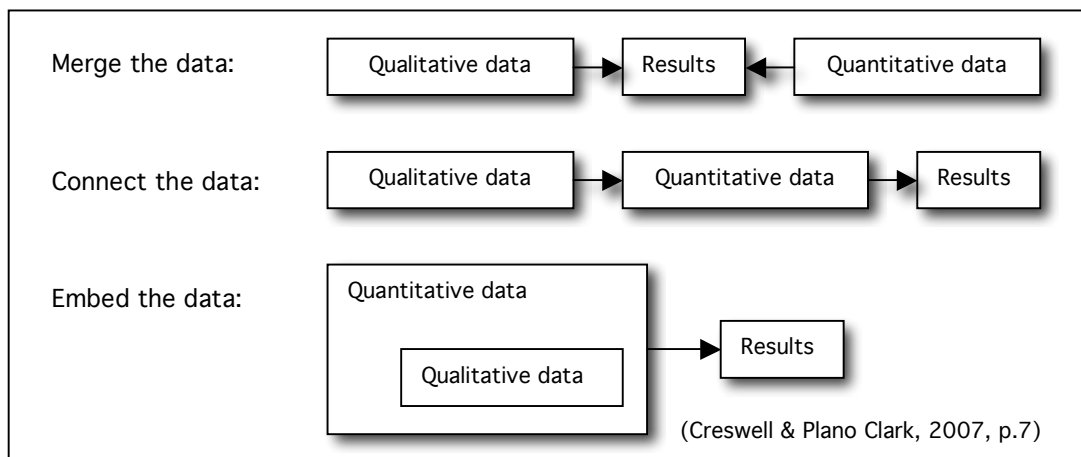 Merge the data:
Qualitative data
Results
Quantitative data
Connect the data:
Qualitative data
Quantitative data
Results
Embed the data:
Quantitative data
Qualitative data
Results
(Creswell & Plano Clark, 2007, p.7)